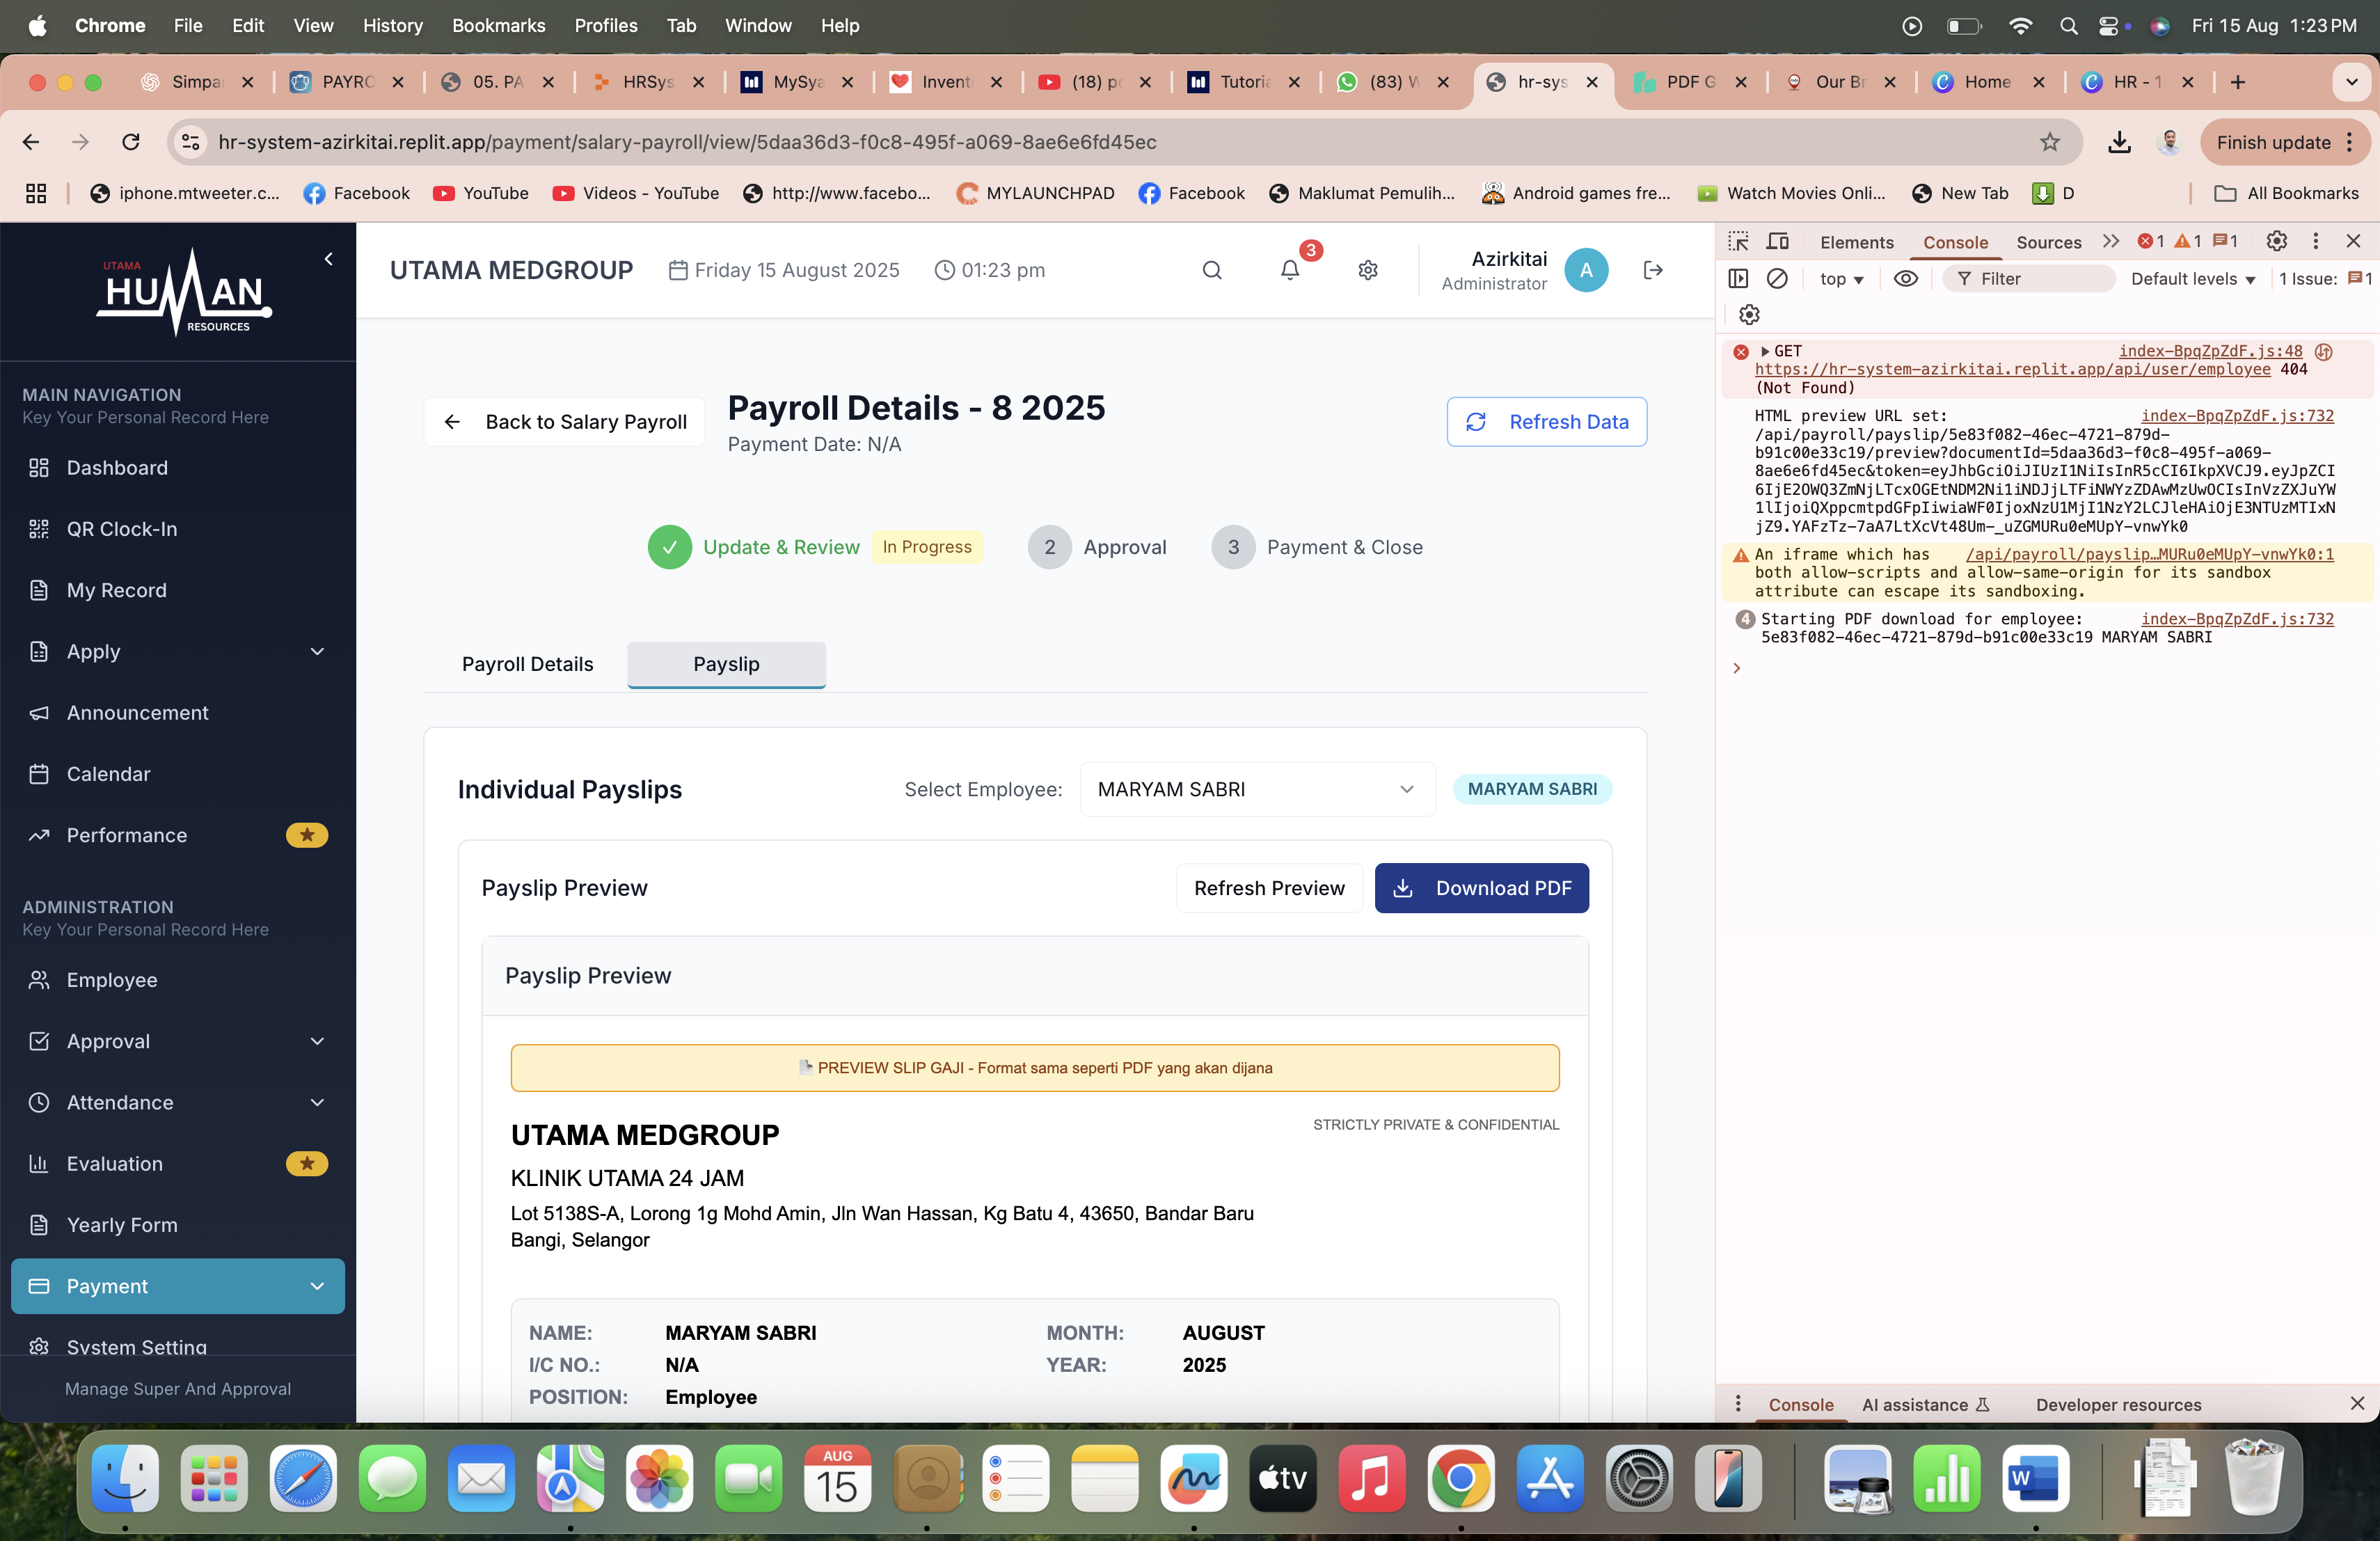 Chrome File Edit View History Bookmarks Profiles Tab Window Help
Fri 15 Aug 1:23 PM
Simpa
PAYRC
05. PA
HRSys
MySya
Invent
(18) p
Tutoria
(83) W
hr-sys
PDF G
Our Br
Home
HR - 1
hr-system-azirkitai.replit.app/payment/salary-payroll/view/5daa36d3-f0c8-495f-a069-8ae6e6fd45ec
Finish update
iphone.mtweeter.c...
Facebook
YouTube
Videos - YouTube
http://www.facebo...
MYLAUNCHPAD
Facebook
Maklumat Pemulih...
Android games fre...
Watch Movies Onli...
New Tab
D
All Bookmarks
UTAMA
HUMAN
RESOURCES
MAIN NAVIGATION
Key Your Personal Record Here
Dashboard
QR Clock-In
My Record
Apply
Announcement
Calendar
Performance
ADMINISTRATION
Key Your Personal Record Here
Employee
Approval
Attendance
Evaluation
Yearly Form
Payment
System Setting
Manage Super And Approval
UTAMA MEDGROUP
Friday 15 August 2025
01:23 pm
3
Azirkitai
Administrator
A
Back to Salary Payroll
Payroll Details - 8 2025
Payment Date: N/A
Refresh Data
Update & Review
In Progress
2 Approval
3 Payment & Close
Payroll Details
Payslip
Individual Payslips
Select Employee:
MARYAM SABRI
MARYAM SABRI
Payslip Preview
Refresh Preview
Download PDF
Payslip Preview
PREVIEW SLIP GAJI - Format sama seperti PDF yang akan dijana
UTAMA MEDGROUP
STRICTLY PRIVATE & CONFIDENTIAL
KLINIK UTAMA 24 JAM
Lot 5138S-A, Lorong 1g Mohd Amin, Jln Wan Hassan, Kg Batu 4, 43650, Bandar Baru
Bangi, Selangor
NAME: MARYAM SABRI MONTH: AUGUST
I/C NO.: N/A YEAR: 2025
POSITION: Employee
Elements Console Sources 1 1 1
top Filter Default levels 1 Issue: 1
GET index-BpqZpZdF.js:48
https://hr-system-azirkitai.replit.app/api/user/employee 404
(Not Found)
HTML preview URL set: index-BpqZpZdF.js:732
/api/payroll/payslip/5e83f082-46ec-4721-879d-
b91c00e33c19/preview?documentId=5daa36d3-f0c8-495f-a069-
8ae6e6fd45ec&token=eyJhbGciOiJIUzI1NiIsInR5cCI6IkpXVCJ9.eyJpZCI
6IjE2OWQ3ZmNjLTcxOGEtNDM2Ni1iNDJjLTFiNWYzZDAwMzUwOCIsInVzZXJuYW
1lIjoiQXppcmtpdGFpIiwiaWF0IjoxNzU1MjI1NzY2LCJleHAiOjE3NTUzMTIxN
jZ9.YAFzTz-7aA7LtXcVt48Um-_uZGMURu0eMUpY-vnwYk0
An iframe which has /api/payroll/payslip…MURu0eMUpY-vnwYk0:1
both allow-scripts and allow-same-origin for its sandbox
attribute can escape its sandboxing.
4 Starting PDF download for employee: index-BpqZpZdF.js:732
5e83f082-46ec-4721-879d-b91c00e33c19 MARYAM SABRI
Console AI assistance Developer resources
AUG
15
tv
W